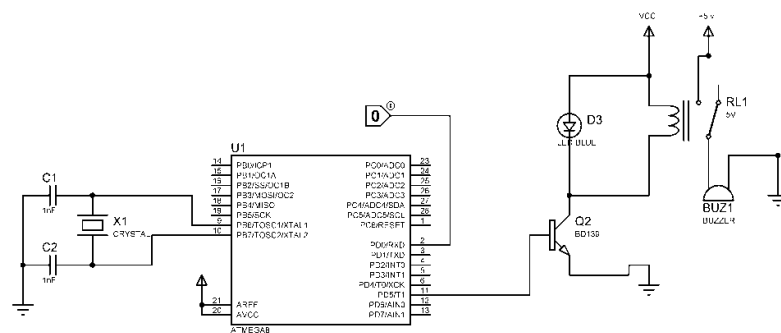 VCC
+5v
RL1
5V
D3
LED BLUE
0
U1
14 PB0/ICP1 PC0/ADC0 23
15 PB1/OC1A PC1/ADC1 24
16 PB2/SS/OC1B PC2/ADC2 25
17 PB3/MOSI/OC2 PC3/ADC3 26
18 PB4/MISO PC4/ADC4/SDA 27
19 PB5/SCK PC5/ADC5/SCL 28
9 PB6/TOSC1/XTAL1 PC6/RESET 1
10 PB7/TOSC2/XTAL2
PD0/RXD 2
PD1/TXD 3
PD2/INT0 4
PD3/INT1 5
PD4/T0/XCK 6
PD5/T1 11
21 AREF PD6/AIN0 12
20 AVCC PD7/AIN1 13
ATMEGA8
C1
1nF
X1
CRYSTAL
C2
1nF
Q2
BD139
BUZ1
BUZZER